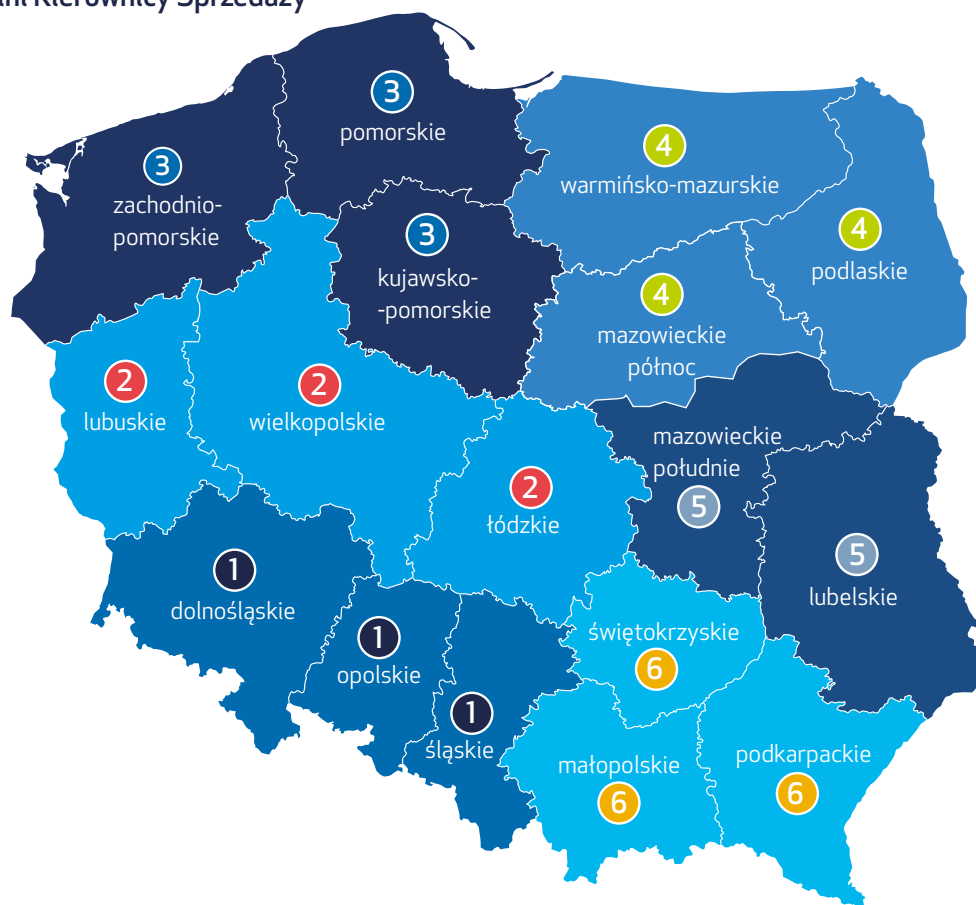 Kierownicy Sprzedaży
3
pomorskie
4
warmińsko-mazurskie
3
zachodnio-
pomorskie
4
podlaskie
3
kujawsko-
-pomorskie
4
mazowieckie
północ
2
lubuskie
2
wielkopolskie
mazowieckie
południe
5
2
łódzkie
5
lubelskie
1
dolnośląskie
1
opolskie
świętokrzyskie
6
1
śląskie
małopolskie
6
podkarpackie
6